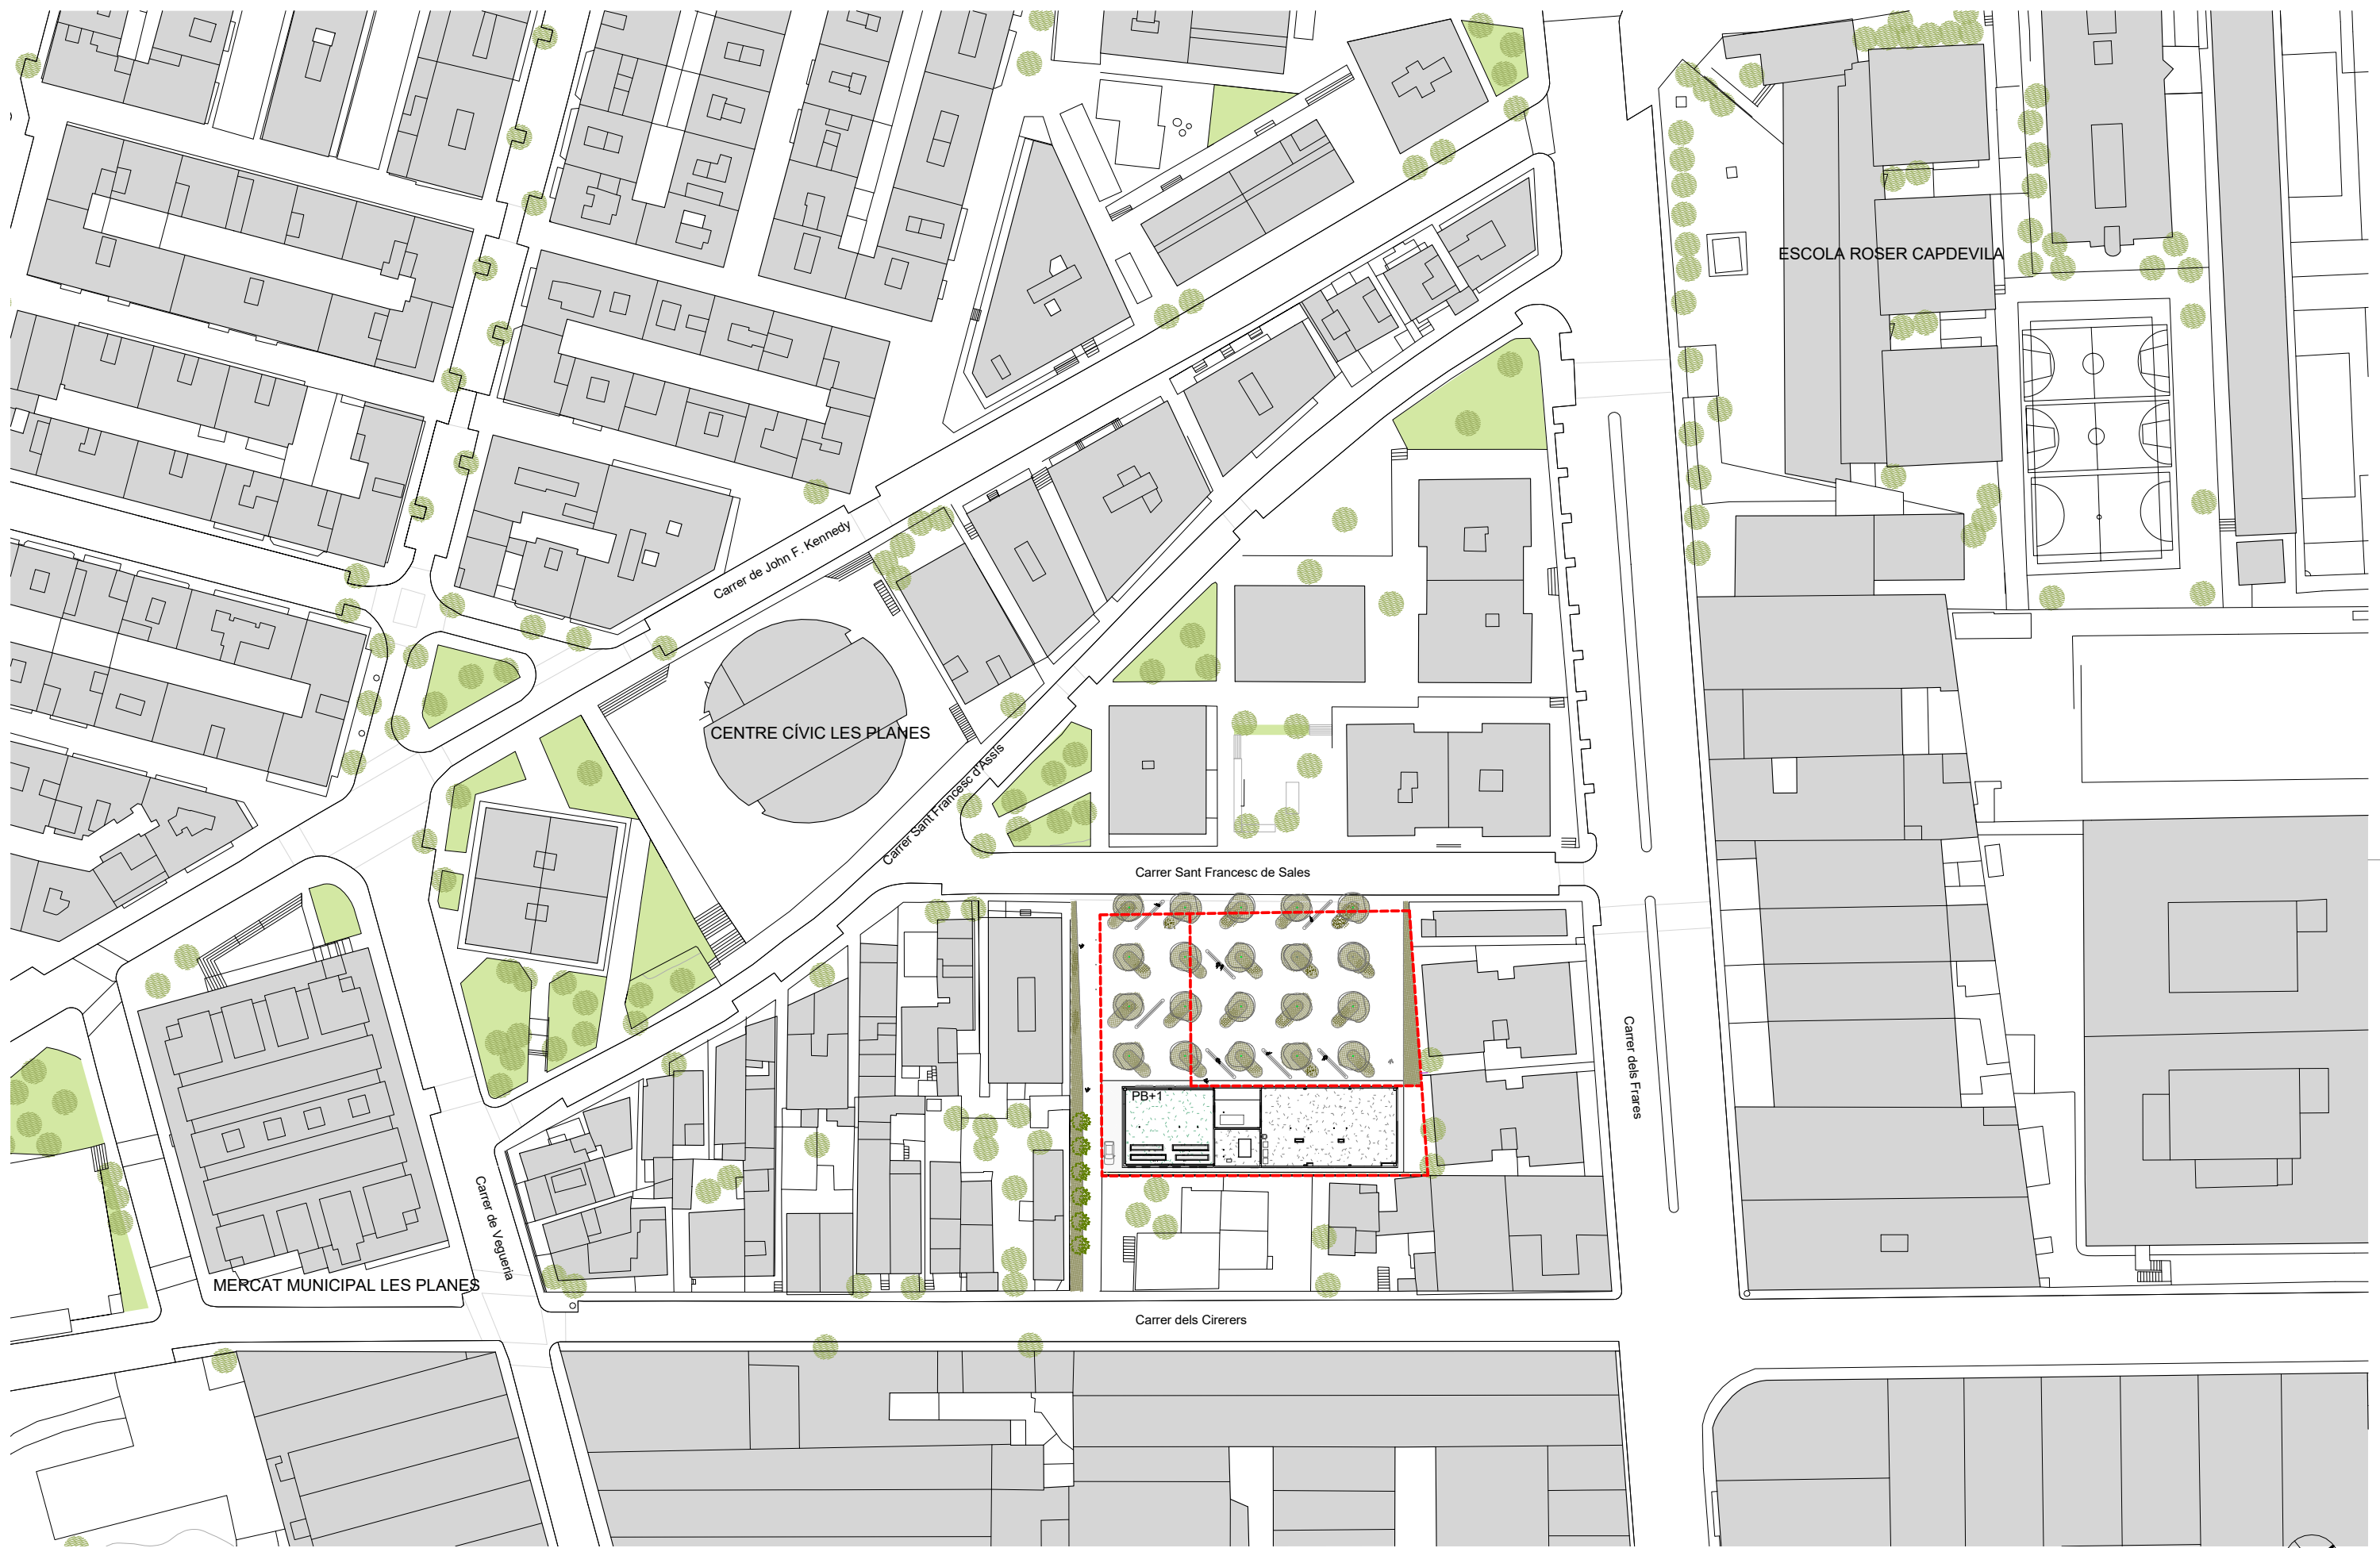 ESCOLA ROSER CAPDEVILA
Carrer de John F. Kennedy
CENTRE CÍVIC LES PLANES
Carrer Sant Francesc d'Assis
Carrer Sant Francesc de Sales
Carrer dels Frares
PB+1
Carrer de Vegueria
MERCAT MUNICIPAL LES PLANES
Carrer dels Cirerers